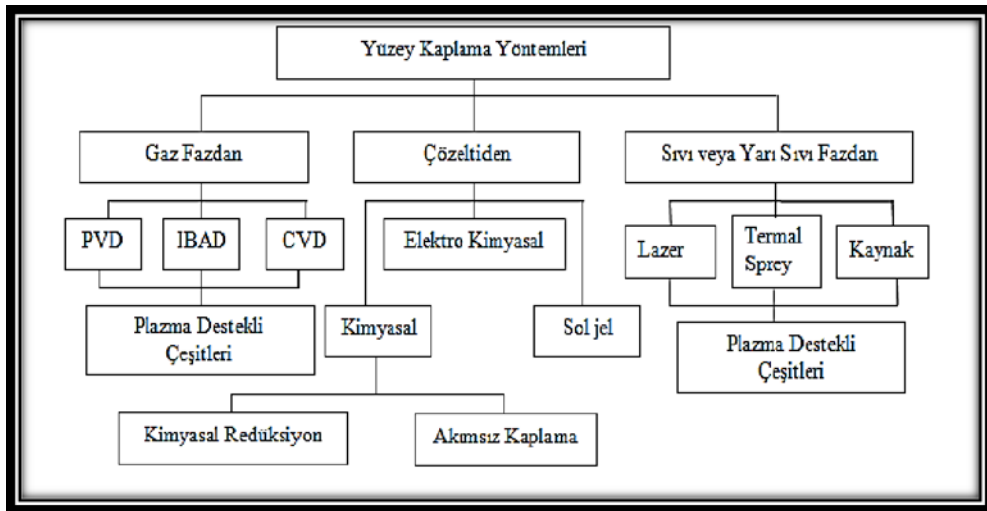 Yüzey Kaplama Yöntemleri
Gaz Fazdan
Çözeltiden
Sıvı veya Yarı Sıvı Fazdan
PVD
IBAD
CVD
Elektro Kimyasal
Lazer
Termal
Sprey
Kaynak
Plazma Destekli
Çeşitleri
Kimyasal
Sol jel
Plazma Destekli
Çeşitleri
Kimyasal Redüksiyon
Akımsız Kaplama